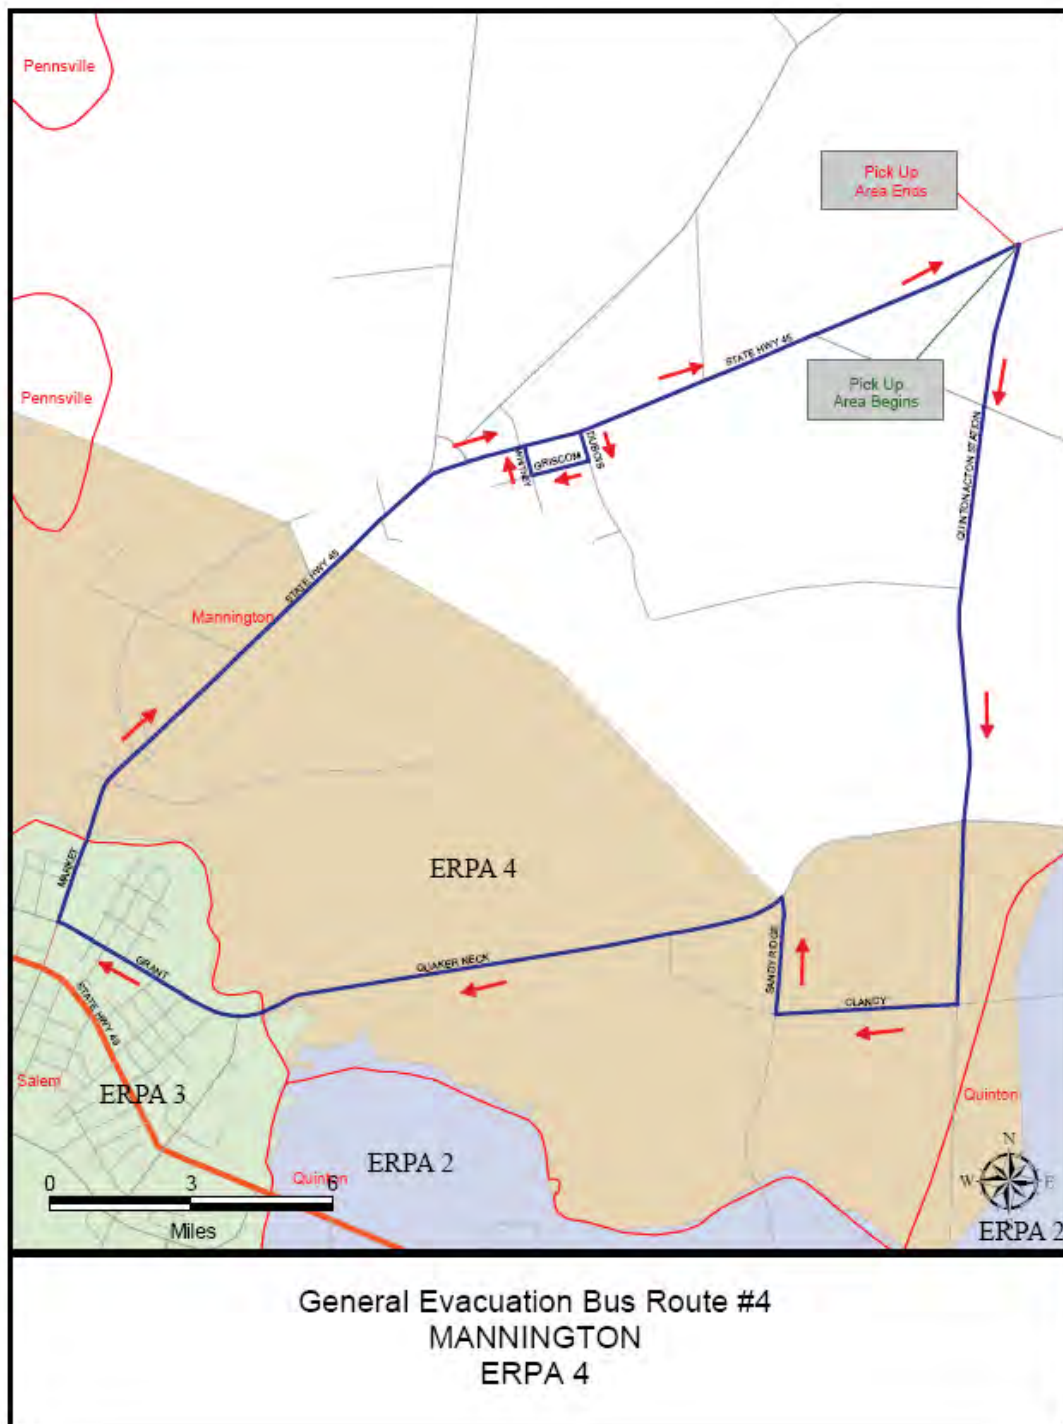 Pennsville
Pick Up
Area Ends
Pennsville
STATE HWY 45
Pick Up
Area Begins
WHITNEY
GRISCOM
DUBOIS
QUINTONACTON STATION
STATE HWY 45
Mannington
MARKET
ERPA 4
QUAKER NECK
SANDY RIDGE
CLANCY
GRANT
STATE HWY 49
Salem
ERPA 3
Quinton
ERPA 2
Quinton
0 3 6
Miles
N
W E
S
ERPA 2
General Evacuation Bus Route #4
MANNINGTON
ERPA 4